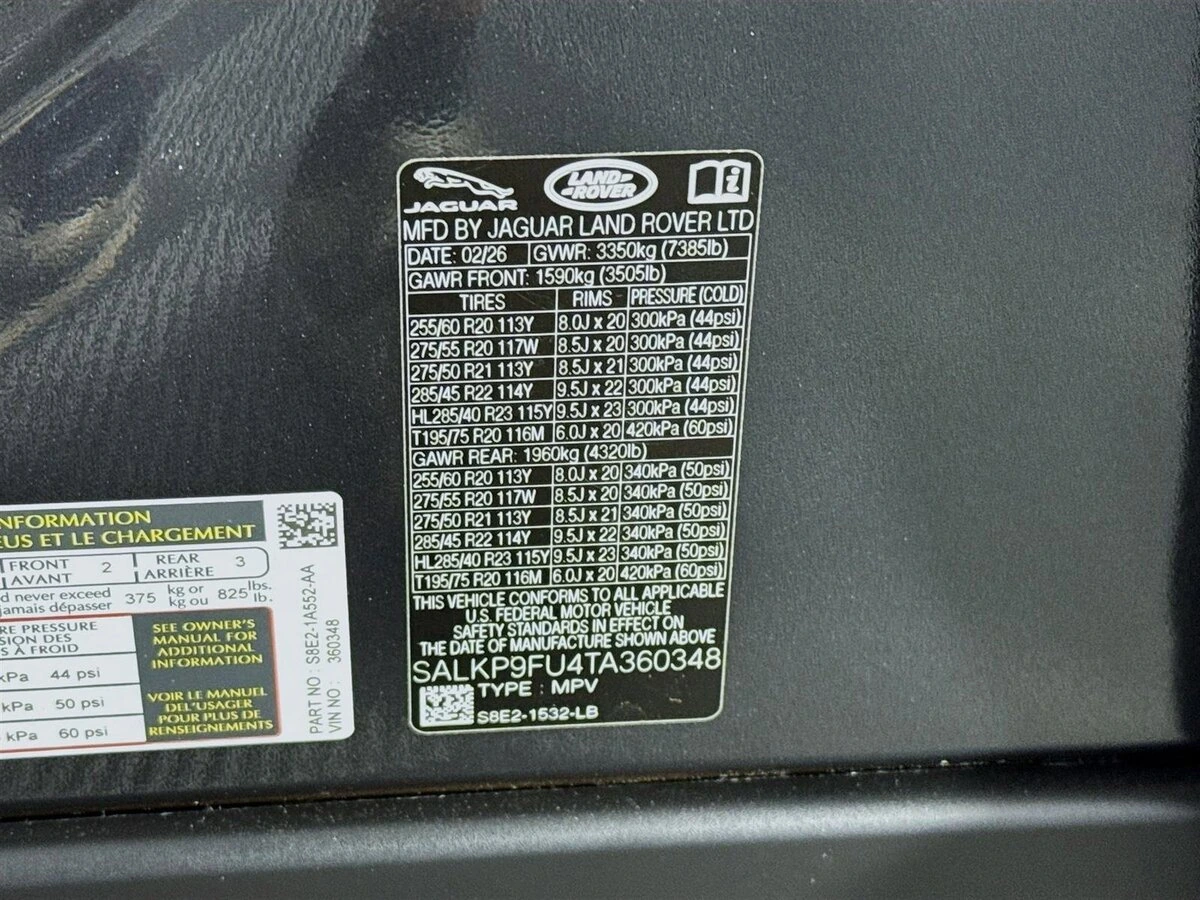 JAGUAR
LAND-
-ROVER
i
MFD BY JAGUAR LAND ROVER LTD
DATE: 02/26 GVWR: 3350kg (7385lb)
GAWR FRONT: 1590kg (3505lb)
TIRES RIMS PRESSURE (COLD)
255/60 R20 113Y 8.0J x 20 300kPa (44psi)
275/55 R20 117W 8.5J x 20 300kPa (44psi)
275/50 R21 113Y 8.5J x 21 300kPa (44psi)
285/45 R22 114Y 9.5J x 22 300kPa (44psi)
HL285/40 R23 115Y 9.5J x 23 300kPa (44psi)
T195/75 R20 116M 6.0J x 20 420kPa (60psi)
GAWR REAR: 1960kg (4320lb)
255/60 R20 113Y 8.0J x 20 340kPa (50psi)
275/55 R20 117W 8.5J x 20 340kPa (50psi)
275/50 R21 113Y 8.5J x 21 340kPa (50psi)
285/45 R22 114Y 9.5J x 22 340kPa (50psi)
HL285/40 R23 115Y 9.5J x 23 340kPa (50psi)
T195/75 R20 116M 6.0J x 20 420kPa (60psi)
THIS VEHICLE CONFORMS TO ALL APPLICABLE
U.S. FEDERAL MOTOR VEHICLE
SAFETY STANDARDS IN EFFECT ON
THE DATE OF MANUFACTURE SHOWN ABOVE
SALKP9FU4TA360348
TYPE : MPV
S8E2-1532-LB
INFORMATION
EUS ET LE CHARGEMENT
FRONT 2 REAR 3
AVANT ARRIÈRE
d never exceed 375 kg or 825 lbs.
jamais dépasser kg ou lb.
RE PRESSURE
SION DES
S À FROID
kPa 44 psi
kPa 50 psi
kPa 60 psi
SEE OWNER'S
MANUAL FOR
ADDITIONAL
INFORMATION
VOIR LE MANUEL
DEL'USAGER
POUR PLUS DE
RENSEIGNEMENTS
PART NO : S8E2-1A552-AA
VIN NO : 360348